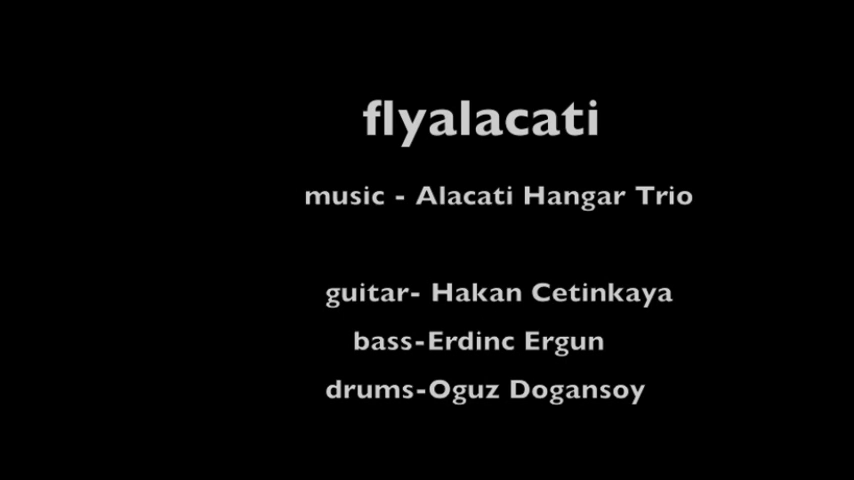 flyalacati
music - Alacati Hangar Trio
guitar- Hakan Cetinkaya
bass-Erdinc Ergun
drums-Oguz Dogansoy